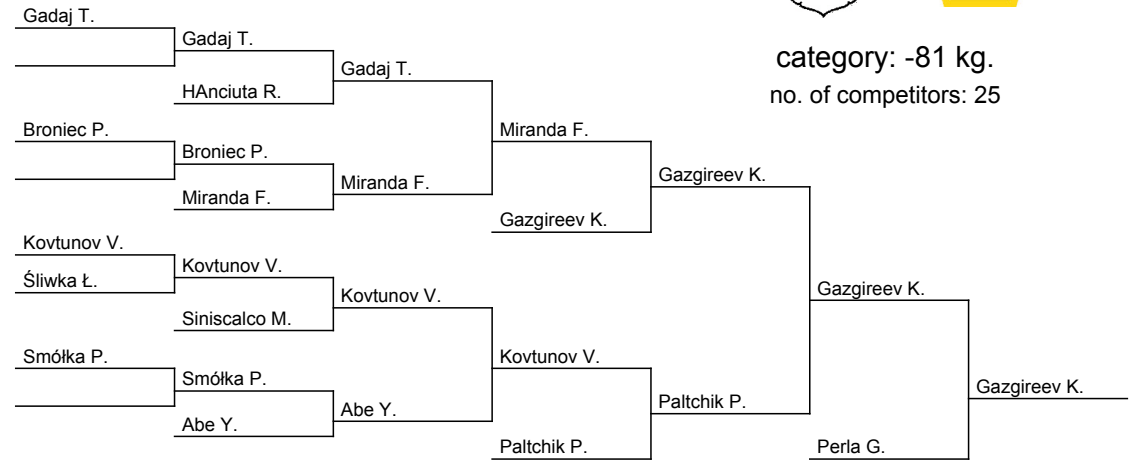 Gadaj T.
Gadaj T.
Gadaj T.
HAnciuta R.
category: -81 kg.
no. of competitors: 25
Broniec P.
Broniec P.
Miranda F.
Miranda F.
Miranda F.
Gazgireev K.
Gazgireev K.
Kovtunov V.
Śliwka Ł.
Kovtunov V.
Siniscalco M.
Kovtunov V.
Gazgireev K.
Smółka P.
Smółka P.
Abe Y.
Abe Y.
Kovtunov V.
Paltchik P.
Paltchik P.
Gazgireev K.
Perla G.